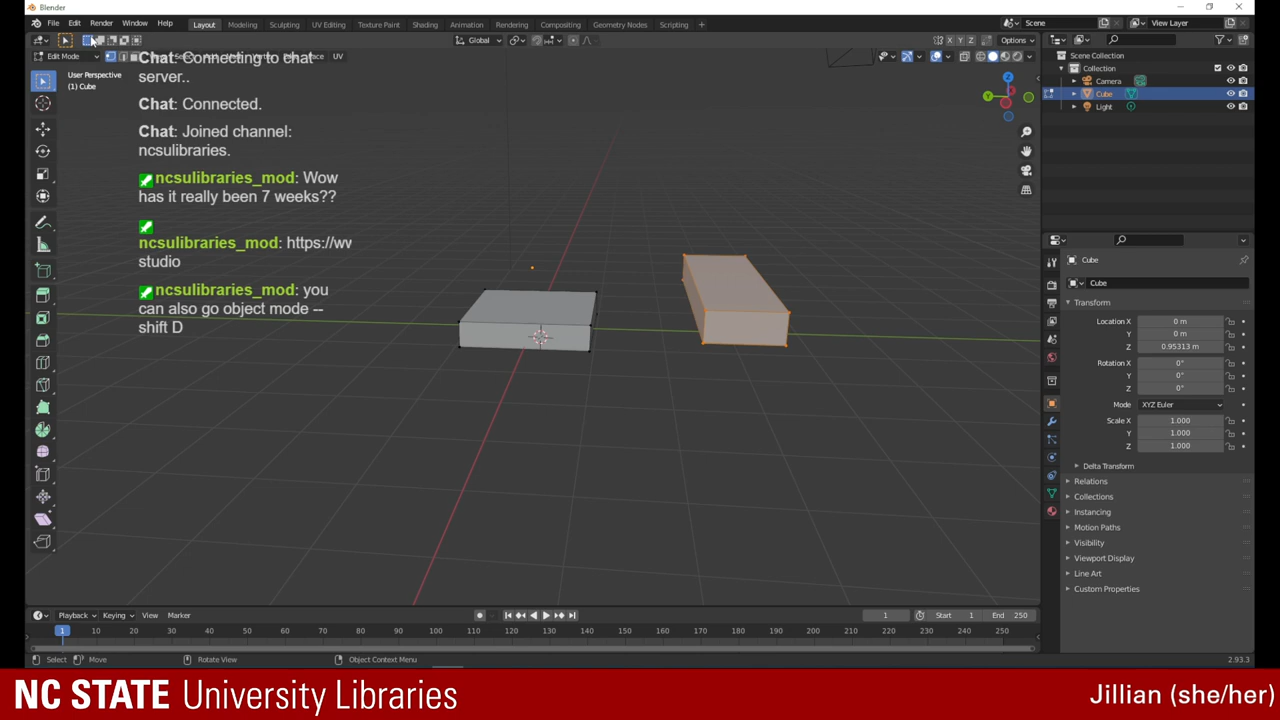 Blender
File Edit Render Window Help
Layout Modeling Sculpting UV Editing Texture Paint Shading Animation Rendering Compositing Geometry Nodes Scripting +
Scene
View Layer
Global
X Y Z
Options
Edit Mode
UV
Chat: Connecting to chat
server..
Chat: Connected.
Chat: Joined channel:
ncsulibraries.
ncsulibraries_mod: Wow
has it really been 7 weeks??
ncsulibraries_mod: https://ww
studio
ncsulibraries_mod: you
can also go object mode --
shift D
User Perspective
(1) Cube
Z
Y
Scene Collection
Collection
Camera
Cube
Light
Cube
Cube
Transform
Location X 0 m
Y 0 m
Z 0.95313 m
Rotation X 0°
Y 0°
Z 0°
Mode XYZ Euler
Scale X 1.000
Y 1.000
Z 1.000
Delta Transform
Relations
Collections
Instancing
Motion Paths
Visibility
Viewport Display
Line Art
Custom Properties
Playback Keying View Marker
1 Start 1 End 250
1 10 20 30 40 50 60 70 80 90 100 110 120 130 140 150 160 170 180 190 200 210 220 230 240 250
Select Move Rotate View Object Context Menu 2.93.3
NC STATE University Libraries
Jillian (she/her)